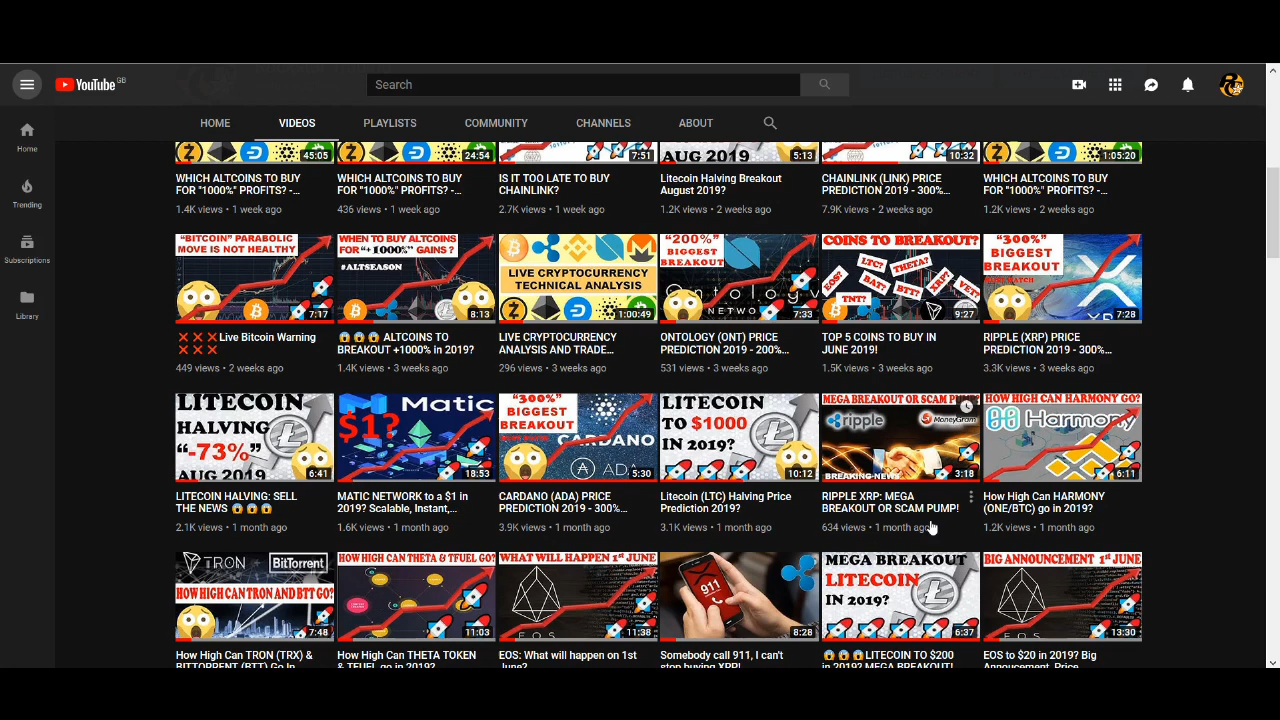 YouTube GB
Search
HOME VIDEOS PLAYLISTS COMMUNITY CHANNELS ABOUT
Home
Trending
Subscriptions
Library
45:05
24:54
7:51
AUG 2019
5:13
10:32
1:05:20
WHICH ALTCOINS TO BUY
FOR "1000%" PROFITS? -...
1.4K views • 1 week ago
WHICH ALTCOINS TO BUY
FOR "1000%" PROFITS? -...
436 views • 1 week ago
IS IT TOO LATE TO BUY
CHAINLINK?
2.7K views • 1 week ago
Litecoin Halving Breakout
August 2019?
1.2K views • 2 weeks ago
CHAINLINK (LINK) PRICE
PREDICTION 2019 - 300%...
7.9K views • 2 weeks ago
WHICH ALTCOINS TO BUY
FOR "1000%" PROFITS? -...
1.2K views • 2 weeks ago
"BITCOIN" PARABOLIC
MOVE IS NOT HEALTHY
7:17
❌❌❌Live Bitcoin Warning
❌❌❌
449 views • 2 weeks ago
WHEN TO BUY ALTCOINS
FOR "+1000%" GAINS ?
#ALTSEASON
8:13
😱😱😱 ALTCOINS TO
BREAKOUT +1000% in 2019?
1.4K views • 3 weeks ago
LIVE CRYPTOCURRENCY
TECHNICAL ANALYSIS
1:00:49
LIVE CRYPTOCURRENCY
ANALYSIS AND TRADE...
296 views • 3 weeks ago
"200%"
BIGGEST
BREAKOUT
Ontology
NETWO
7:33
ONTOLOGY (ONT) PRICE
PREDICTION 2019 - 200%...
531 views • 3 weeks ago
COINS TO BREAKOUT?
LTC?
THETA?
EOS?
BAT?
XRP?
BTT?
VET?
TNT?
9:27
TOP 5 COINS TO BUY IN
JUNE 2019!
1.5K views • 3 weeks ago
"300%"
BIGGEST
BREAKOUT
7:28
RIPPLE (XRP) PRICE
PREDICTION 2019 - 300%...
3.3K views • 3 weeks ago
LITECOIN
HALVING
"-73%"
AUG 2019
6:41
LITECOIN HALVING: SELL
THE NEWS 😱😱😱
2.1K views • 1 month ago
Matic
$1?
18:53
MATIC NETWORK to a $1 in
2019? Scalable, Instant,...
1.6K views • 1 month ago
"300%"
BIGGEST
BREAKOUT
CARDANO
ADA
5:30
CARDANO (ADA) PRICE
PREDICTION 2019 - 300%...
3.9K views • 1 month ago
LITECOIN
TO $1000
IN 2019?
10:12
Litecoin (LTC) Halving Price
Prediction 2019?
3.1K views • 1 month ago
MEGA BREAKOUT OR SCAM PUMP?
ripple
MoneyGram
BREAKING-NEWS
3:18
RIPPLE XRP: MEGA
BREAKOUT OR SCAM PUMP!
634 views • 1 month ago
HOW HIGH CAN HARMONY GO?
Harmony
6:11
How High Can HARMONY
(ONE/BTC) go in 2019?
1.2K views • 1 month ago
TRON
BitTorrent
HOW HIGH CAN TRON AND BTT GO?
7:48
How High Can TRON (TRX) &
BITTORRENT (BTT) Go In
HOW HIGH CAN THETA & TFUEL GO?
11:03
How High Can THETA TOKEN
& TFUEL go in 2019?
WHAT WILL HAPPEN 1ST JUNE
EOS
11:38
EOS: What will happen on 1st
June?
911
8:28
Somebody call 911, I can't
stop buying XRP!
MEGA BREAKOUT
LITECOIN
IN 2019?
6:37
😱😱😱LITECOIN TO $200
in 2019? MEGA BREAKOUT!
BIG ANNOUNCEMENT 1ST JUNE
EOS
13:30
EOS to $20 in 2019? Big
Annoucement, Price